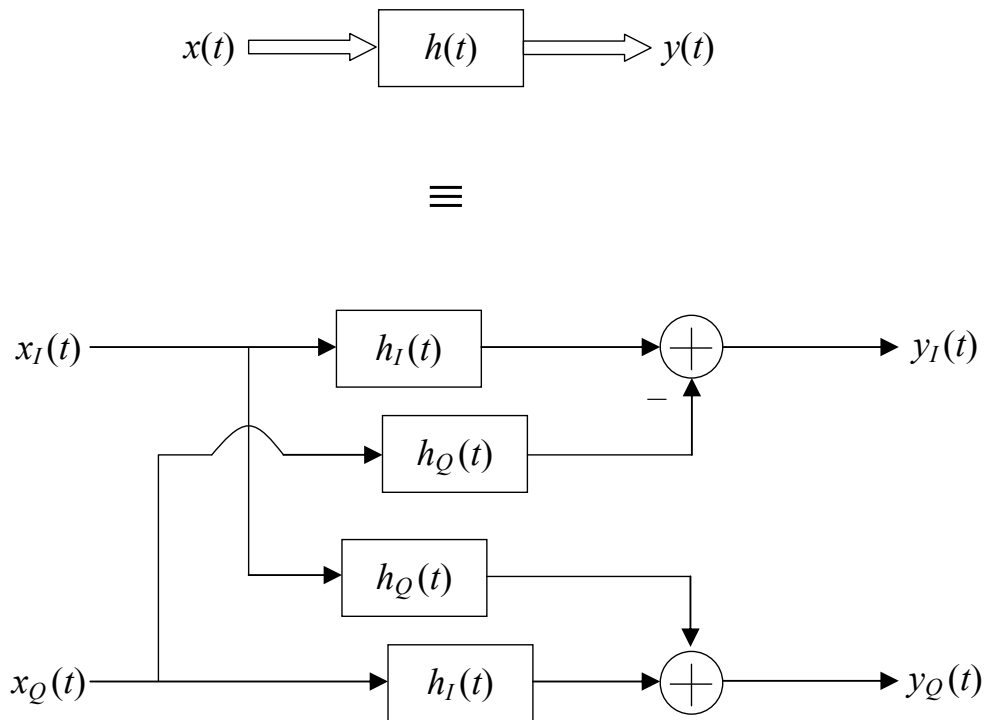 x(t) h(t) y(t)
≡
x_I(t) h_I(t) y_I(t)
–
h_Q(t)
h_Q(t)
x_Q(t) h_I(t) y_Q(t)